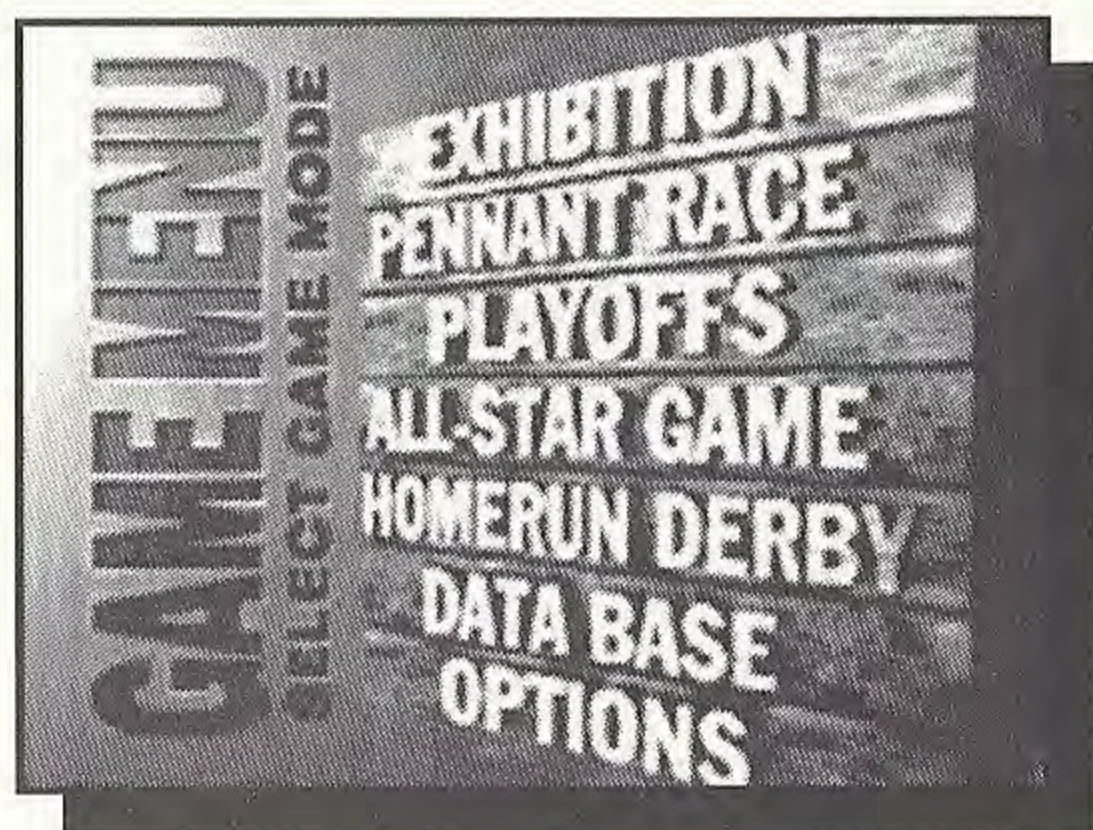 GAME MENU
SELECT GAME MODE
EXHIBITION
PENNANT RACE
PLAYOFFS
ALL-STAR GAME
HOMERUN DERBY
DATA BASE
OPTIONS